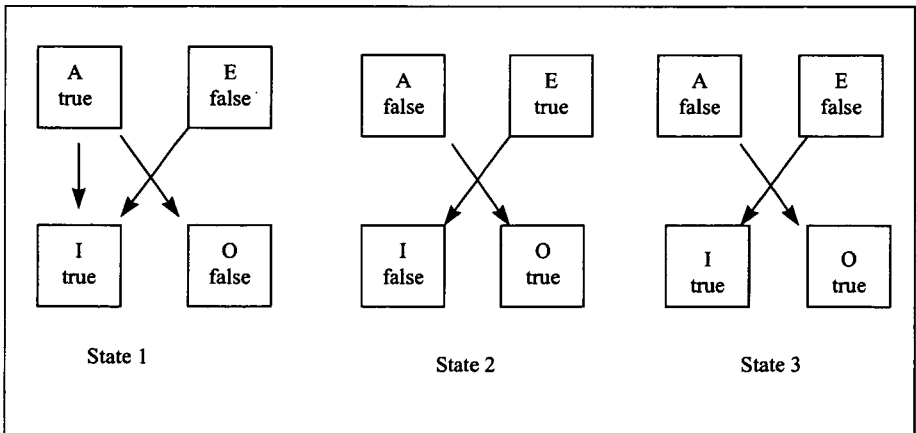 A
true
E
false
I
true
O
false
State 1
A
false
E
true
I
false
O
true
State 2
A
false
E
false
I
true
O
true
State 3